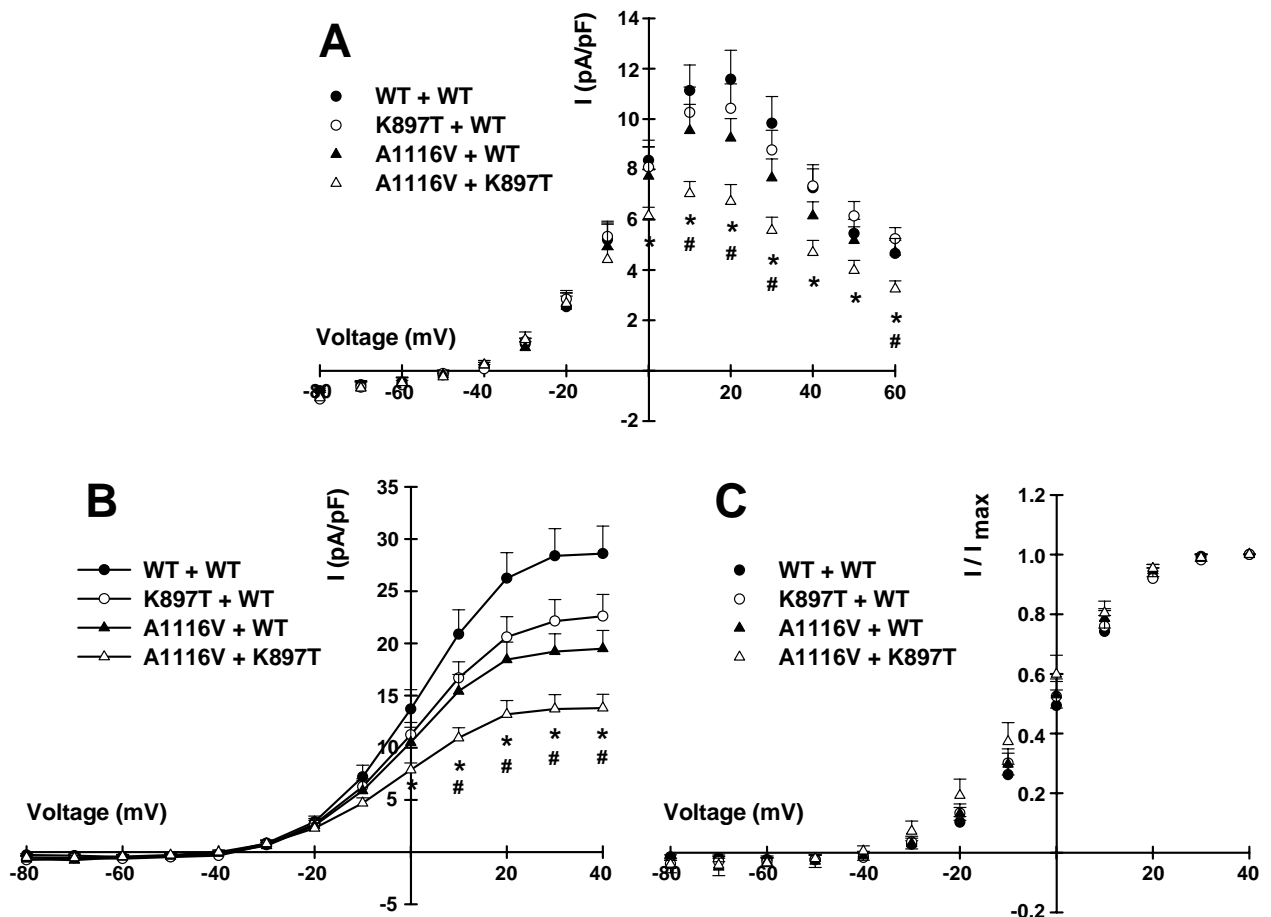 A
I (pA/pF)
WT + WT
K897T + WT
A1116V + WT
A1116V + K897T
14
12
10
8
6
4
2
-2
* * * * * * *
# # # #
Voltage (mV)
-80 -60 -40 -20 0 20 40 60
B
I (pA/pF)
WT + WT
K897T + WT
A1116V + WT
A1116V + K897T
35
30
25
20
15
10
5
-5
* * * * *
# # # #
Voltage (mV)
-80 -60 -40 -20 0 20 40
C
I / I max
WT + WT
K897T + WT
A1116V + WT
A1116V + K897T
1.2
1.0
0.8
0.6
0.4
0.2
-0.2
Voltage (mV)
-80 -60 -40 -20 0 20 40